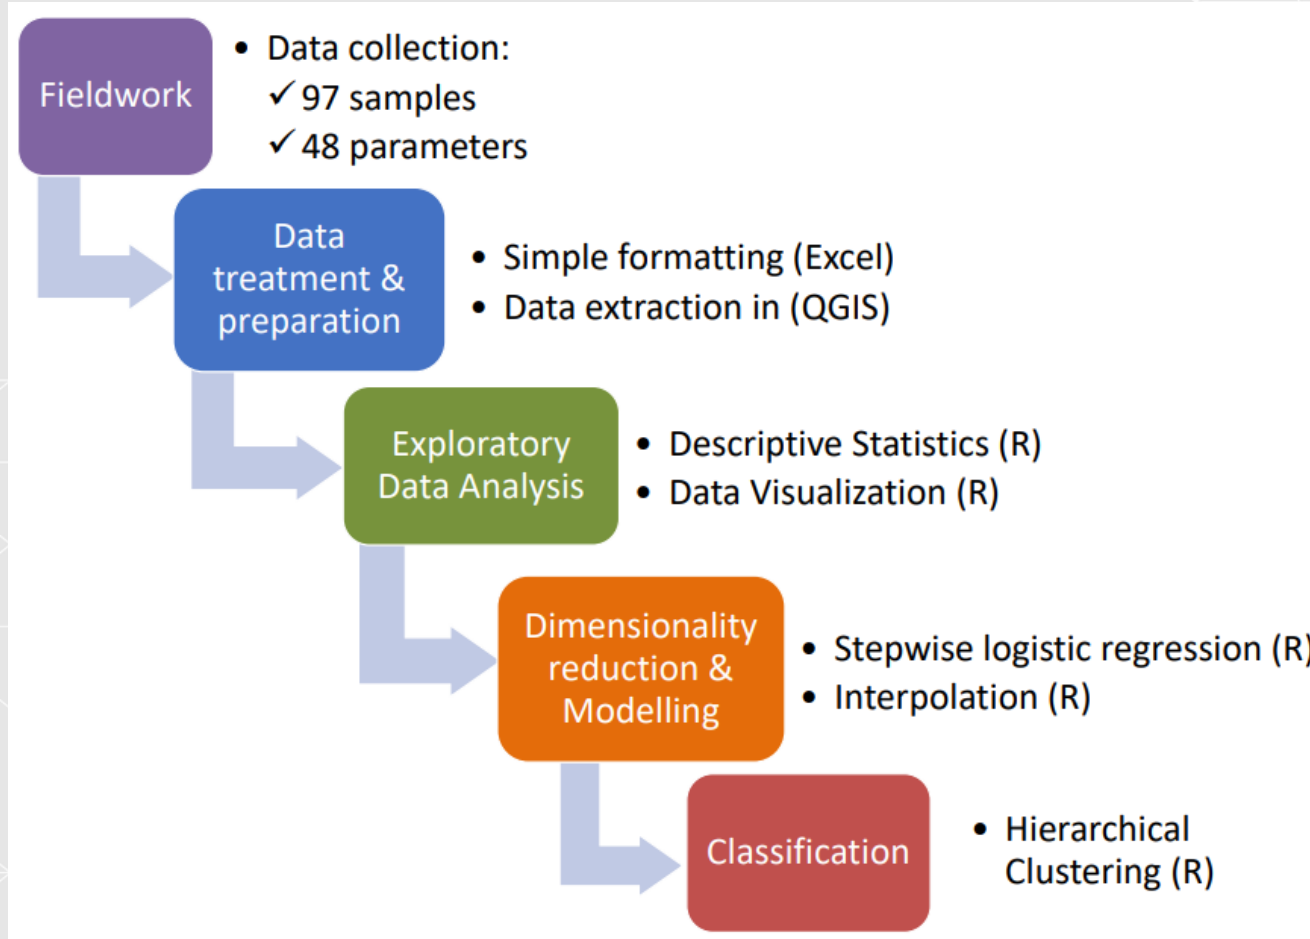 Fieldwork
• Data collection:
✓ 97 samples
✓ 48 parameters
Data
treatment &
preparation
• Simple formatting (Excel)
• Data extraction in (QGIS)
Exploratory
Data Analysis
• Descriptive Statistics (R)
• Data Visualization (R)
Dimensionality
reduction &
Modelling
• Stepwise logistic regression (R)
• Interpolation (R)
Classification
• Hierarchical
Clustering (R)